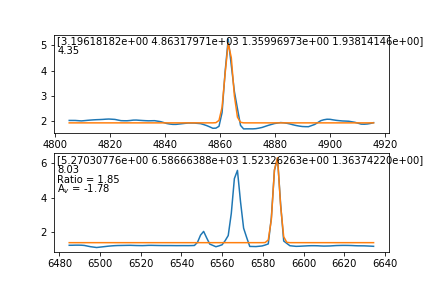 [3.19618182e+00 4.86317971e+03 1.35996973e+00 1.93814146e+00]
4.35
5
4
3
2
4800 4820 4840 4860 4880 4900 4920
[5.27030776e+00 6.58666388e+03 1.52326263e+00 1.36374220e+00]
8.03
Ratio = 1.85
Aᵥ = -1.78
6
4
2
6480 6500 6520 6540 6560 6580 6600 6620 6640